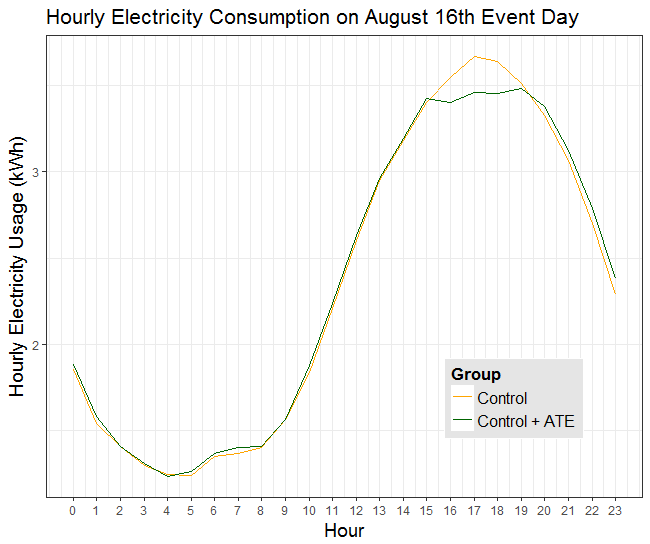 Hourly Electricity Consumption on August 16th Event Day
Hourly Electricity Usage (kWh)
3
2
Group
Control
Control + ATE
0 1 2 3 4 5 6 7 8 9 10 11 12 13 14 15 16 17 18 19 20 21 22 23
Hour